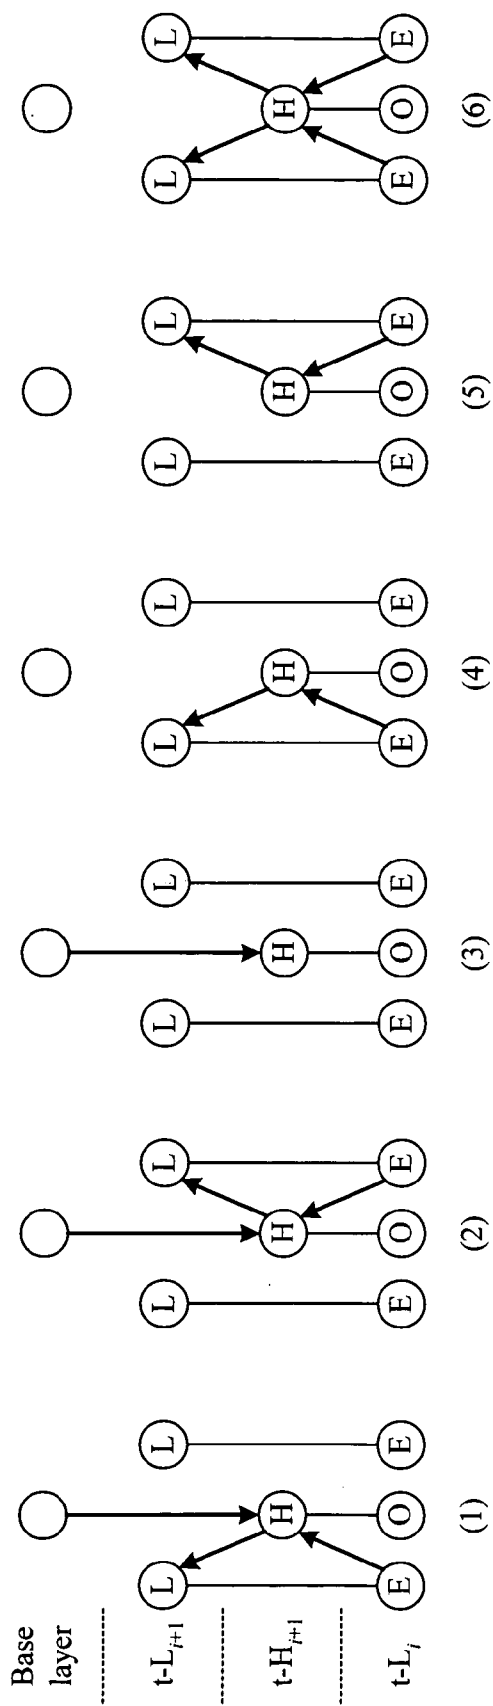 Base
layer
t-L_{i+1}
L L L L L L L L L L L L
t-H_{i+1}
H H H H H H
t-L_i
E O E E O E E O E E O E E O E E O E
(1) (2) (3) (4) (5) (6)